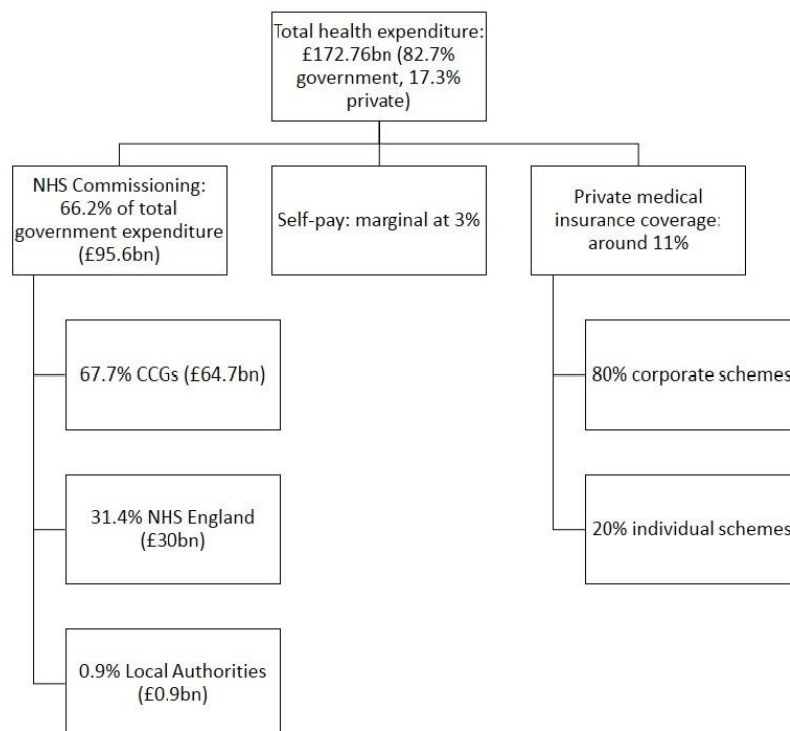 Total health expenditure:
£172.76bn (82.7%
government,
17.3%
private)
NHS Commissioning:
66.2% of total
government expenditure
(£95.6bn)
Self-pay: marginal at 3%
Private medical
insurance coverage:
around 11%
67.7% CCGs (£64.7bn)
80% corporate schemes
31.4% NHS England
(£30bn)
20% individual schemes
0.9% Local Authorities
(£0.9bn)